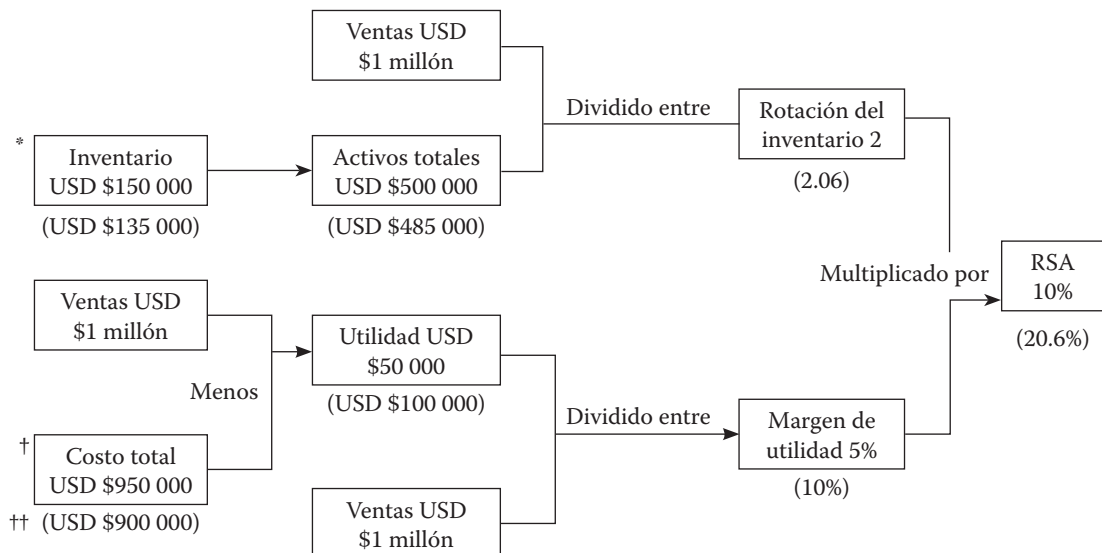 Ventas USD
$1 millón
Dividido entre
Rotación del
inventario 2
(2.06)
*
Inventario
USD $150 000
(USD $135 000)
Activos totales
USD $500 000
(USD $485 000)
Multiplicado por
RSA
10%
(20.6%)
Ventas USD
$1 millón
Menos
Utilidad USD
$50 000
(USD $100 000)
Dividido entre
Margen de
utilidad 5%
(10%)
†
Costo total
USD $950 000
†† (USD $900 000)
Ventas USD
$1 millón